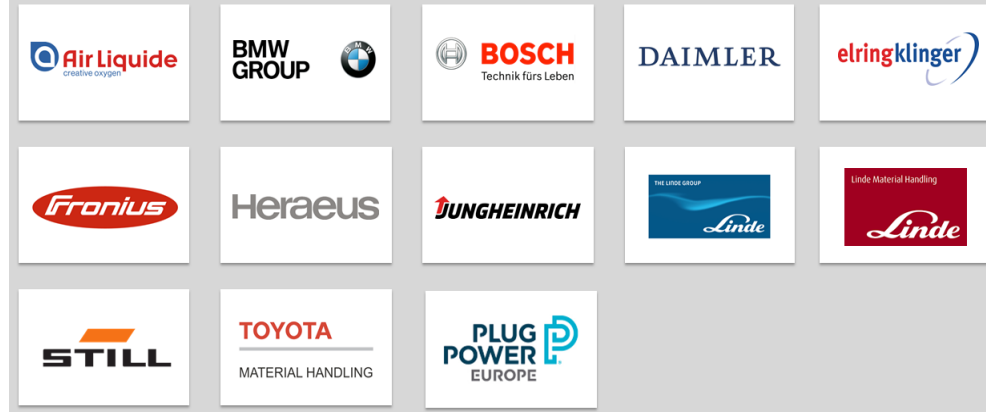 Air Liquide
creative oxygen
BMW
GROUP
BMW
BOSCH
Technik fürs Leben
DAIMLER
elringklinger
Fronius
Heraeus
JUNGHEINRICH
THE LINDE GROUP
Linde
Linde Material Handling
Linde
STILL
TOYOTA
MATERIAL HANDLING
PLUG
POWER
EUROPE